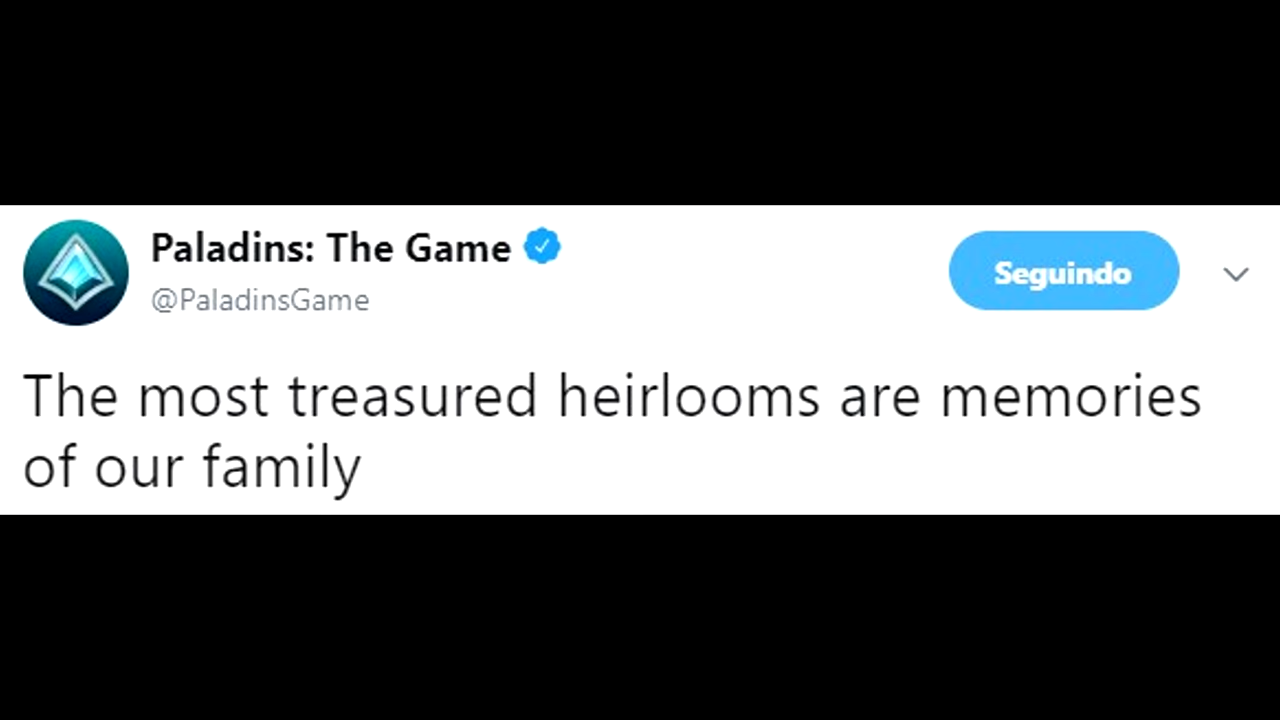 Paladins: The Game
@PaladinsGame
Seguindo
The most treasured heirlooms are memories
of our family